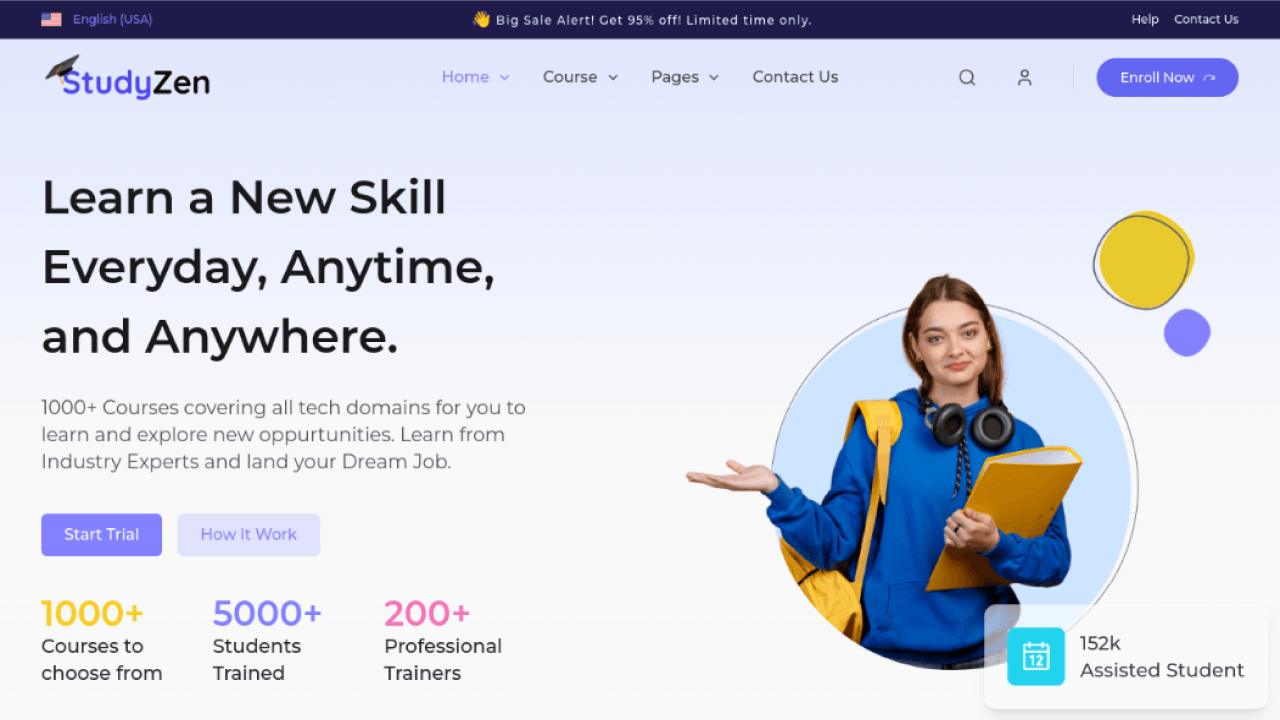 English (USA)
👋 Big Sale Alert! Get 95% off! Limited time only.
Help
Contact Us
StudyZen
Home
Course
Pages
Contact Us
Enroll Now
Learn a New Skill
Everyday, Anytime,
and Anywhere.
1000+ Courses covering all tech domains for you to
learn and explore new oppurtunities. Learn from
Industry Experts and land your Dream Job.
Start Trial
How it Work
1000+
Courses to
choose from
5000+
Students
Trained
200+
Professional
Trainers
12
152k
Assisted Student